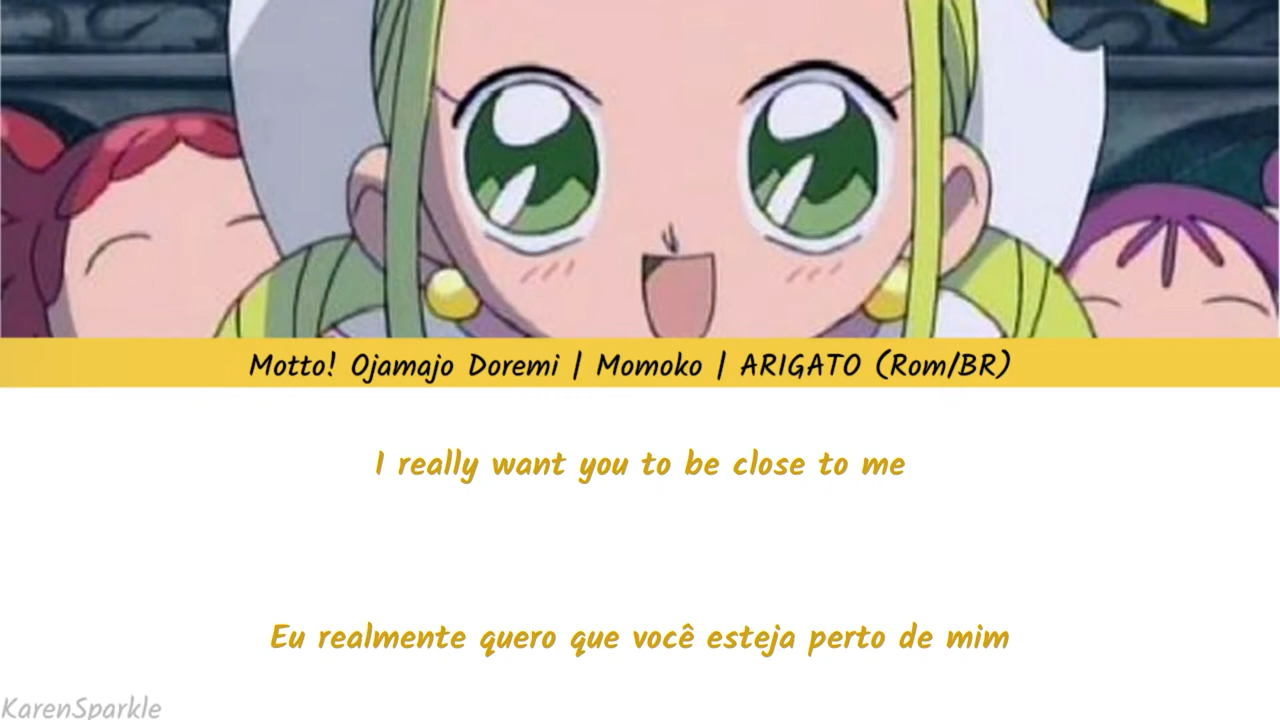 Motto! Ojamajo Doremi | Momoko | ARIGATO (Rom/BR)
I really want you to be close to me
Eu realmente quero que você esteja perto de mim
KarenSparkle